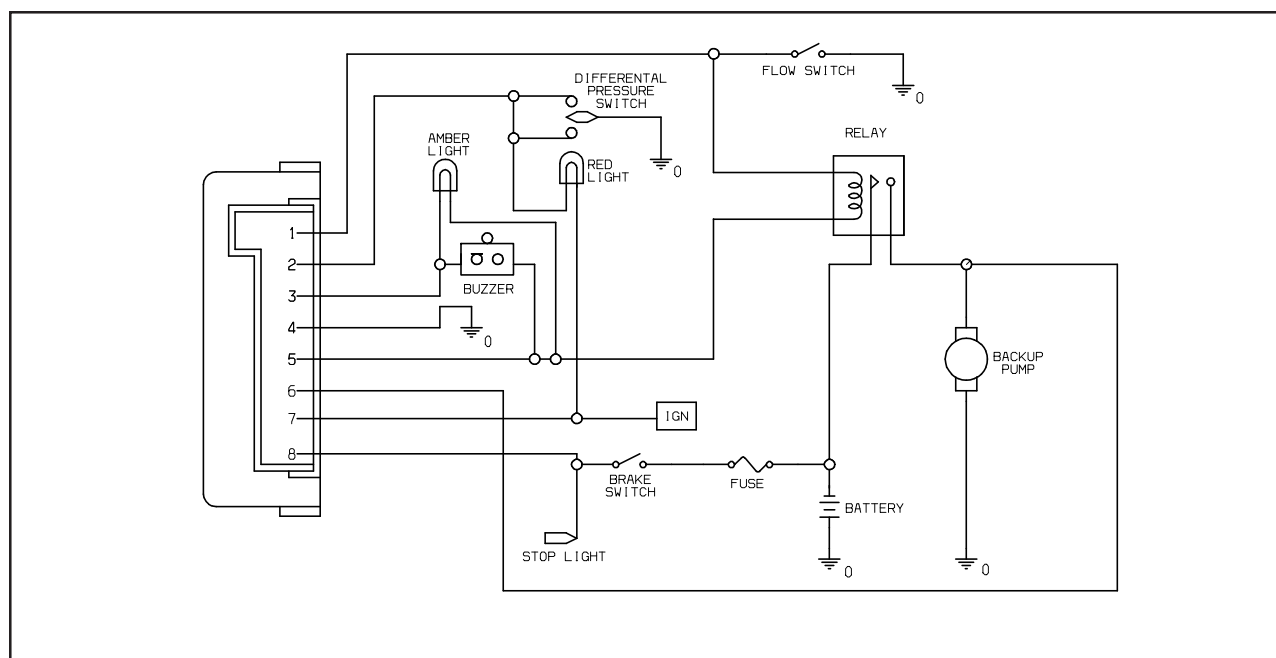 FLOW SWITCH
0
DIFFERENTAL
PRESSURE
SWITCH
0
RELAY
AMBER
LIGHT
RED
LIGHT
1
2
3
4
5
6
7
8
BUZZER
0
IGN
BACKUP
PUMP
BRAKE
SWITCH
FUSE
BATTERY
STOP LIGHT
0
0